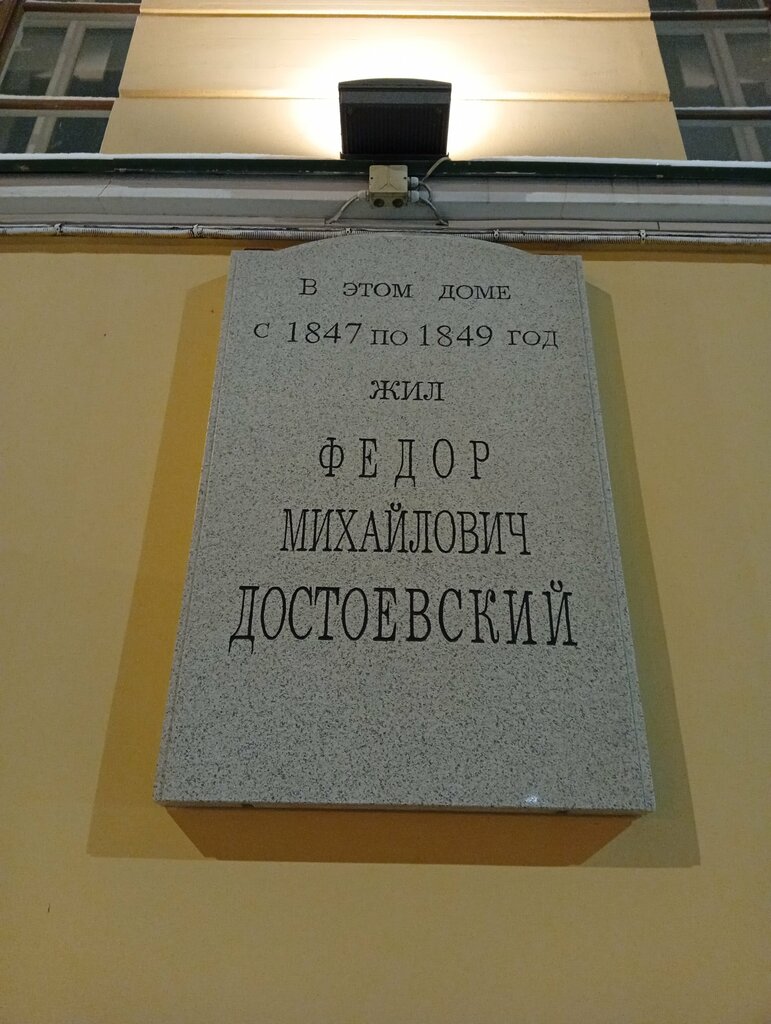 В этом доме
с 1847 по 1849 год
жил
ФЕДОР
МИХАЙЛОВИЧ
ДОСТОЕВСКИЙ